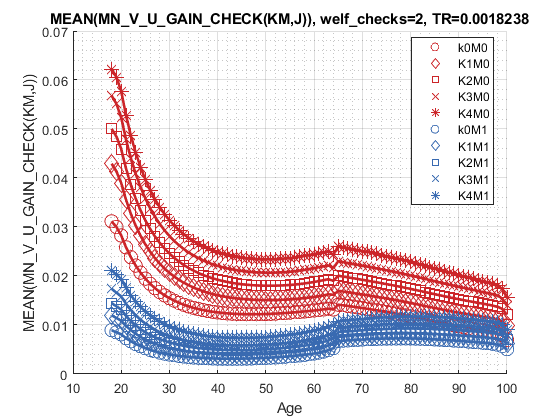 MEAN(MN_V_U_GAIN_CHECK(KM,J)), welf_checks=2, TR=0.0018238
MEAN(MN_V_U_GAIN_CHECK(KM,J))
0.07
0.06
0.05
0.04
0.03
0.02
0.01
0
10 20 30 40 50 60 70 80 90 100
Age
k0M0
K1M0
K2M0
K3M0
K4M0
k0M1
K1M1
K2M1
K3M1
K4M1